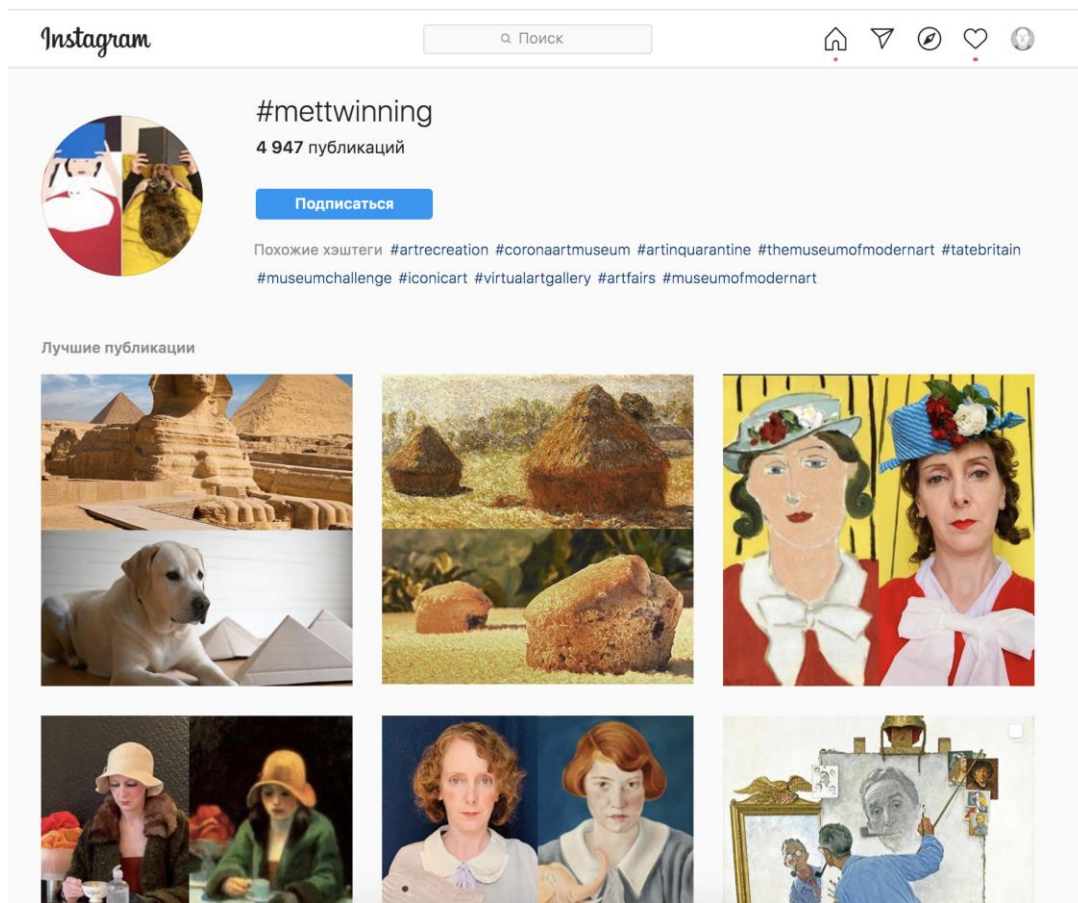 Instagram
Поиск
#mettwinning
4 947 публикаций
Подписаться
Похожие хэштеги #artrecreation #coronaartmuseum #artinquarantine #themuseumofmodernart #tatebritain
#museumchallenge #iconicart #virtualartgallery #artfairs #museumofmodernart
Лучшие публикации